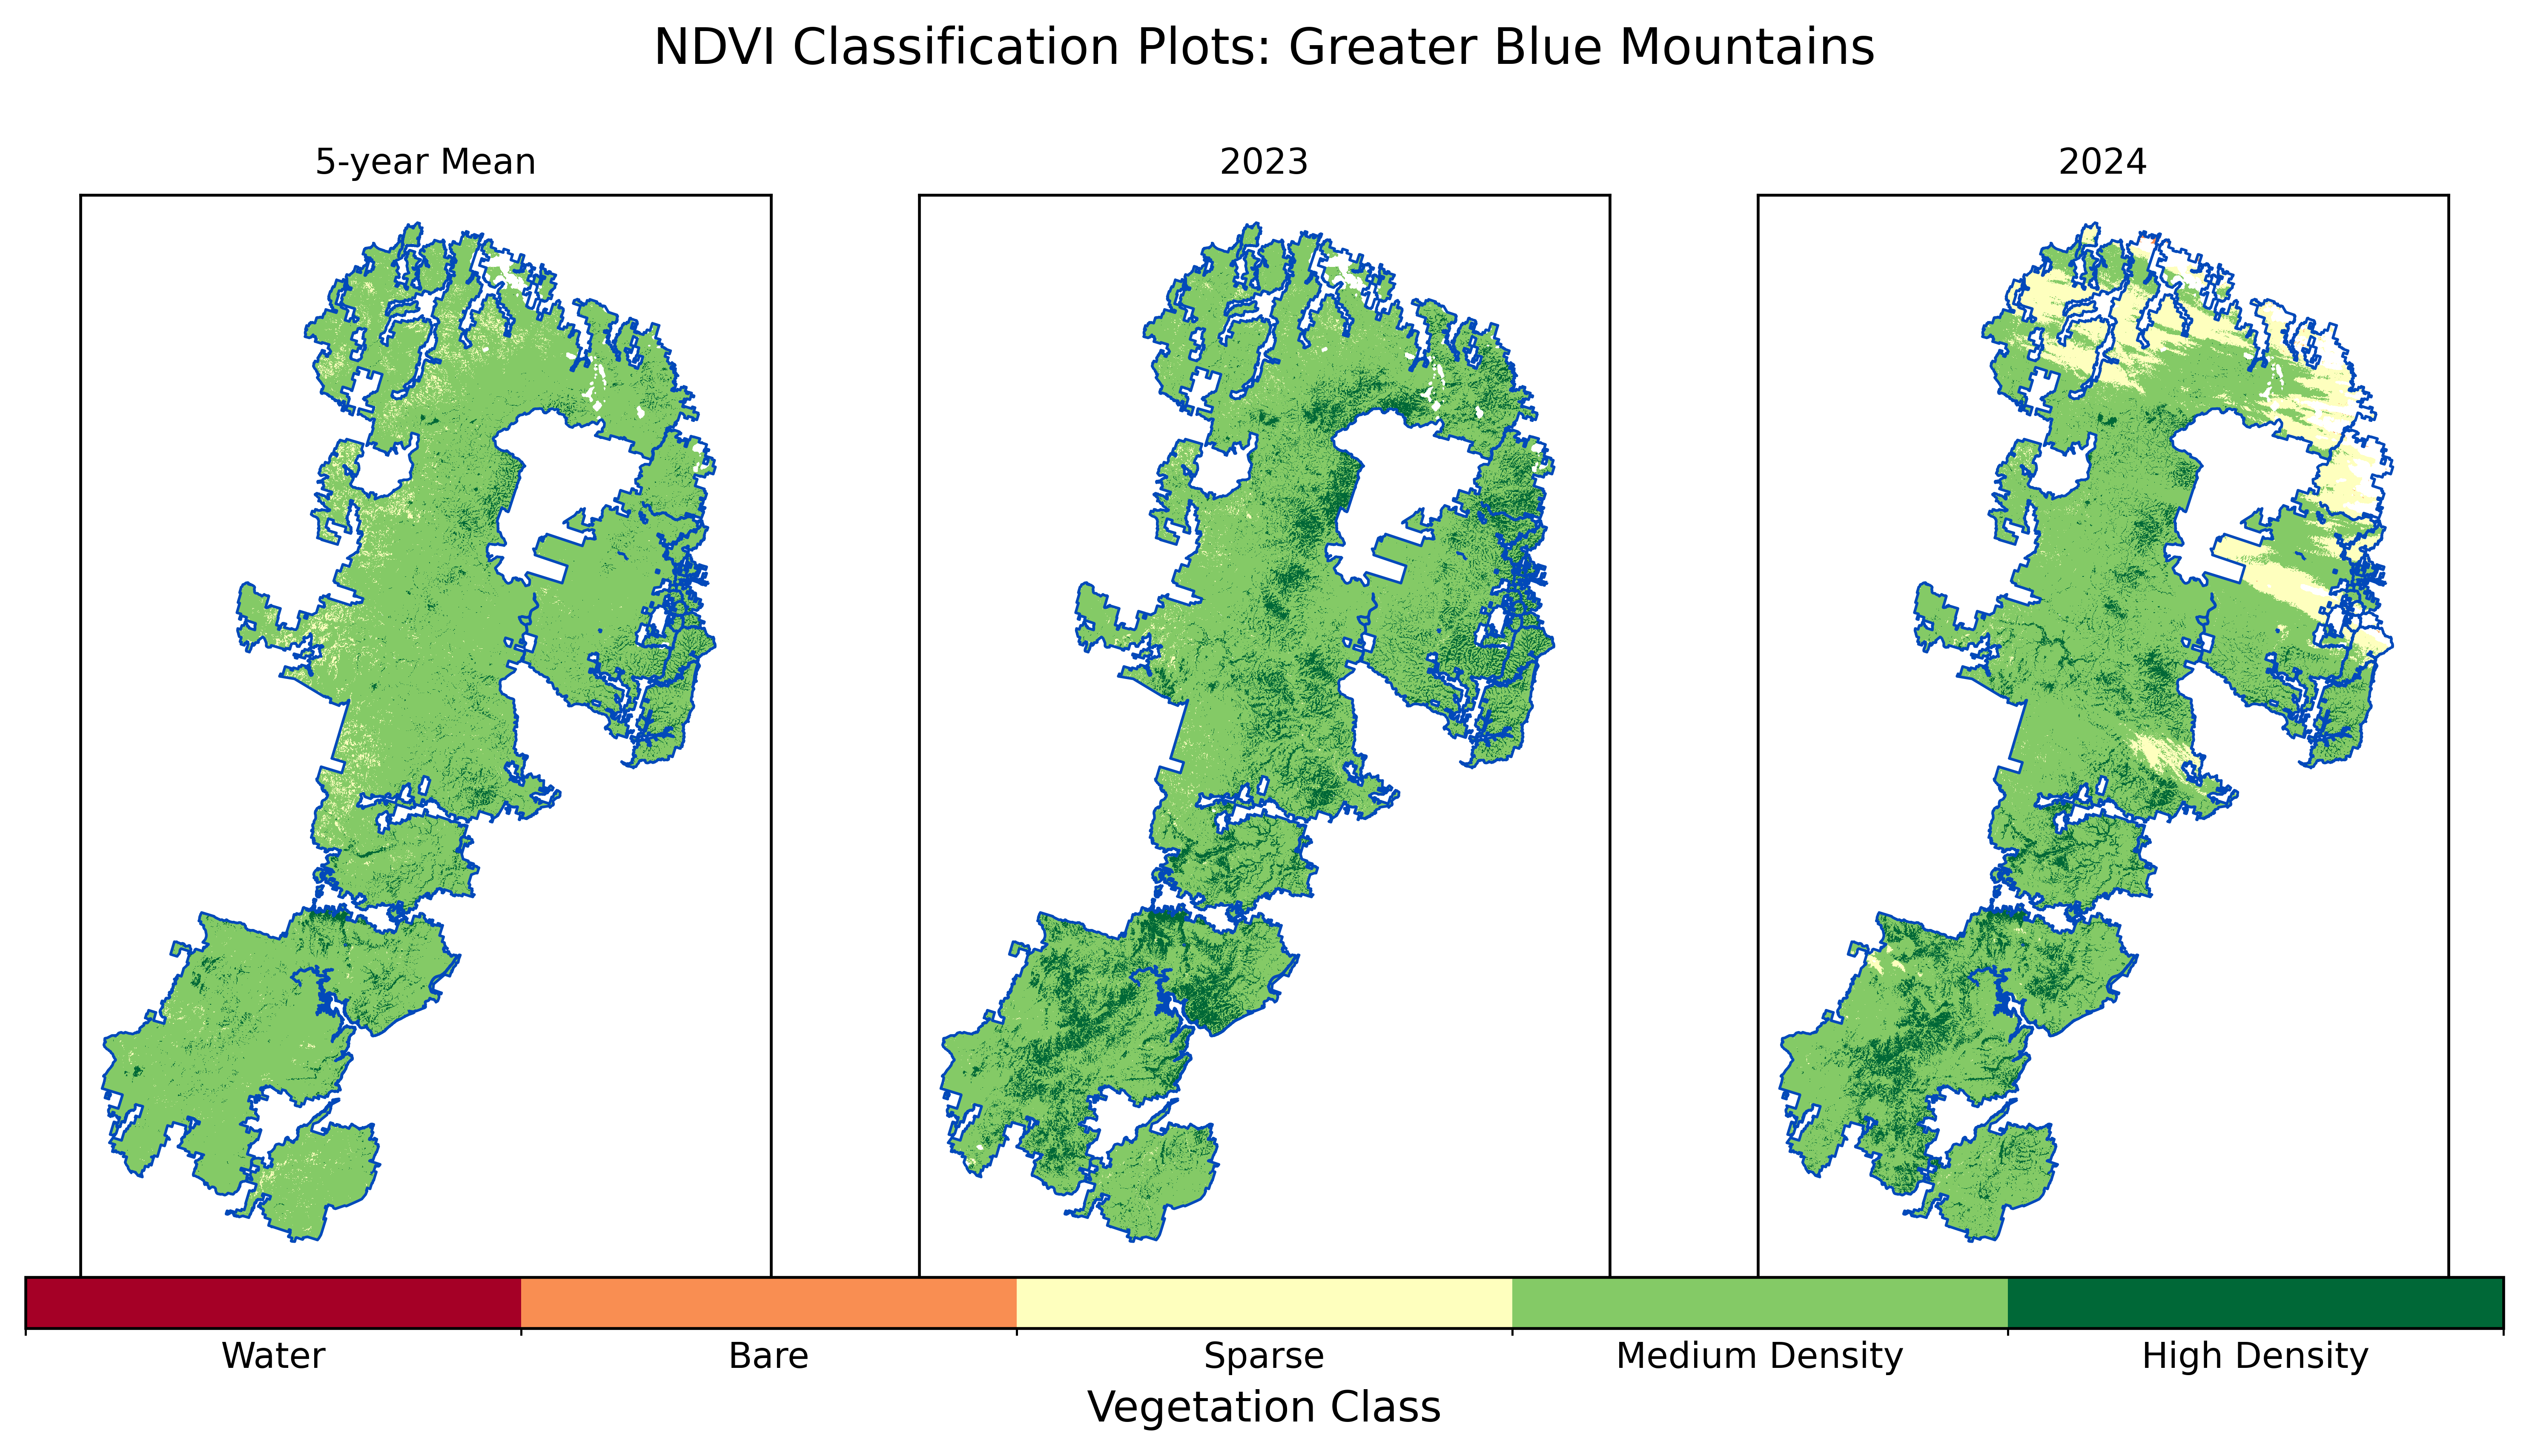 NDVI Classification Plots: Greater Blue Mountains
5-year Mean
2023
2024
Water
Bare
Sparse
Medium Density
High Density
Vegetation Class